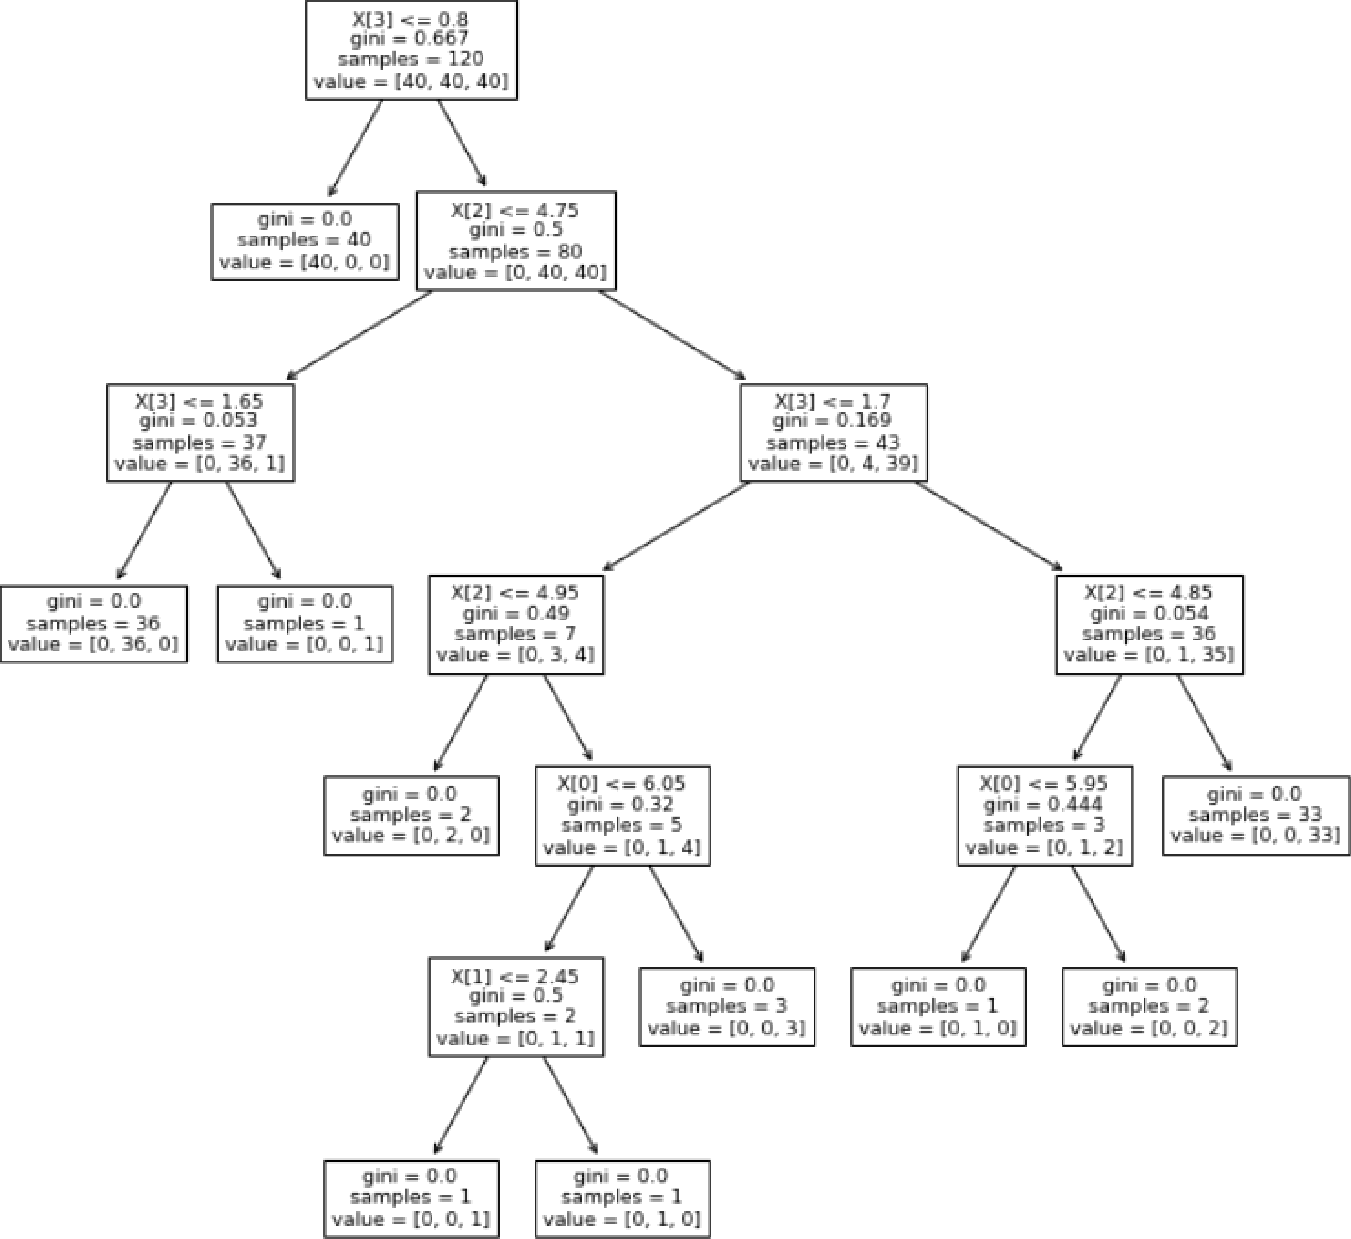 X[3] <= 0.8
gini = 0.667
samples = 120
value = [40, 40, 40]
gini = 0.0
samples = 40
value = [40, 0, 0]
X[2] <= 4.75
gini = 0.5
samples = 80
value = [0, 40, 40]
X[3] <= 1.65
gini = 0.053
samples = 37
value = [0, 36, 1]
X[3] <= 1.7
gini = 0.169
samples = 43
value = [0, 4, 39]
gini = 0.0
samples = 36
value = [0, 36, 0]
gini = 0.0
samples = 1
value = [0, 0, 1]
X[2] <= 4.95
gini = 0.49
samples = 7
value = [0, 3, 4]
X[2] <= 4.85
gini = 0.054
samples = 36
value = [0, 1, 35]
gini = 0.0
samples = 2
value = [0, 2, 0]
X[0] <= 6.05
gini = 0.32
samples = 5
value = [0, 1, 4]
X[0] <= 5.95
gini = 0.444
samples = 3
value = [0, 1, 2]
gini = 0.0
samples = 33
value = [0, 0, 33]
X[1] <= 2.45
gini = 0.5
samples = 2
value = [0, 1, 1]
gini = 0.0
samples = 3
value = [0, 0, 3]
gini = 0.0
samples = 1
value = [0, 1, 0]
gini = 0.0
samples = 2
value = [0, 0, 2]
gini = 0.0
samples = 1
value = [0, 0, 1]
gini = 0.0
samples = 1
value = [0, 1, 0]